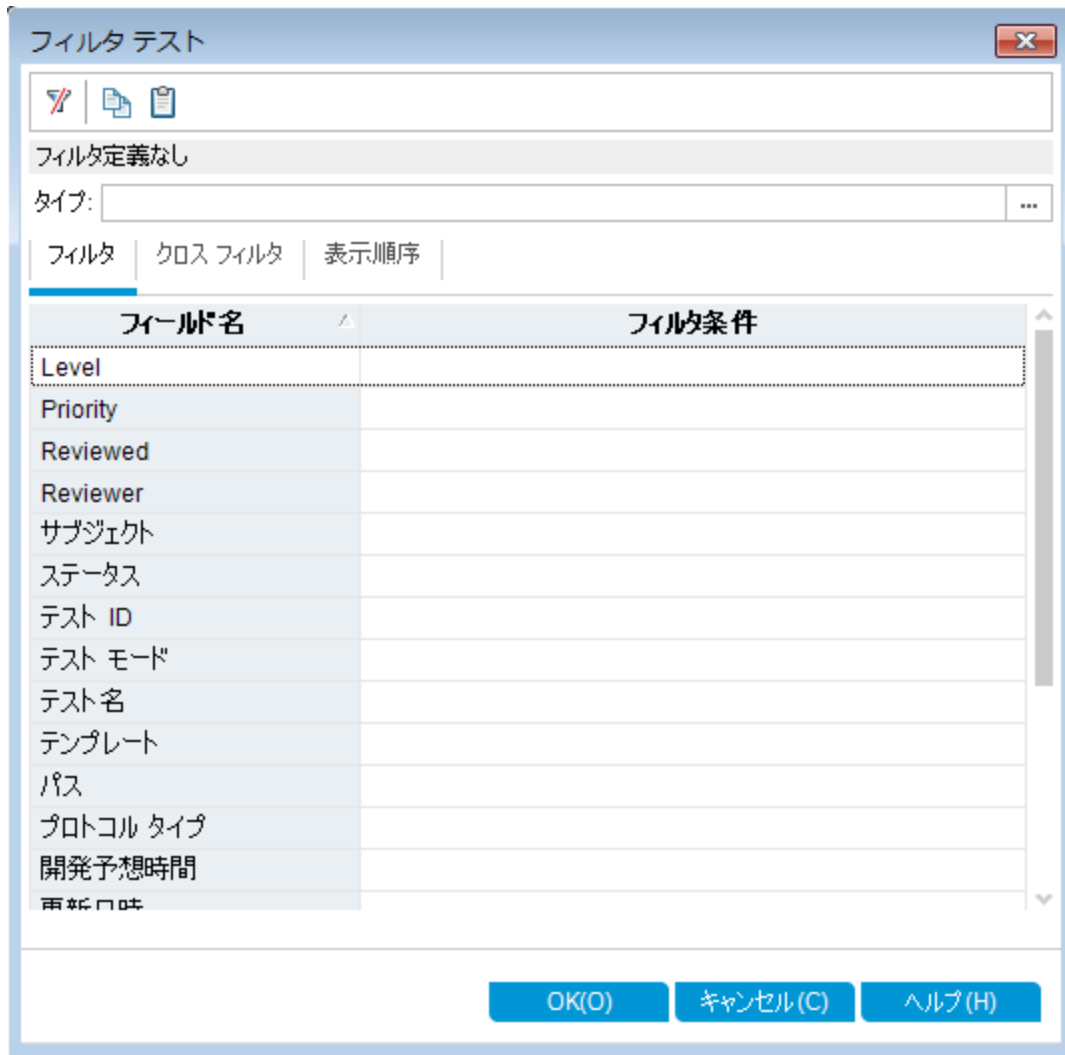 フィルタ テスト
フィルタ定義なし
タイプ: ...
フィルタ クロス フィルタ 表示順序
フィールド名 フィルタ条件
Level
Priority
Reviewed
Reviewer
サブジェクト
ステータス
テスト ID
テスト モード
テスト名
テンプレート
パス
プロトコル タイプ
開発予想時間
更新日時
OK(O) キャンセル(C) ヘルプ(H)